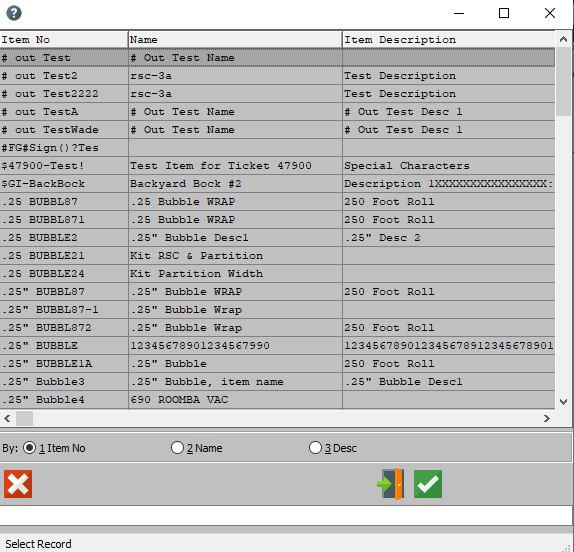 ?
Item No Name Item Description
# out Test # Out Test Name
# out Test2 rsc-3a Test Description
# out Test2222 rsc-3a Test Description
# out TestA # Out Test Name # Out Test Desc 1
# out TestWade # Out Test Name # Out Test Desc 1
#FG#Sign()?Tes
$47900-Test! Test Item for Ticket 47900 Special Characters
$GI-BackBock Backyard Bock #2 Description 1XXXXXXXXXXXXXXXX:
.25 BUBBL87 .25 Bubble WRAP 250 Foot Roll
.25 BUBBL871 .25 Bubble WRAP 250 Foot Roll
.25 BUBBLE2 .25" Bubble Desc1 .25" Desc 2
.25 BUBBLE21 Kit RSC & Partition
.25 BUBBLE24 Kit Partition Width
.25" BUBBL87 .25" Bubble WRAP 250 Foot Roll
.25" BUBBL87-1 .25" Bubble Wrap
.25" BUBBL872 .25" Bubble Wrap 250 Foot Roll
.25" BUBBLE 12345678901234567990 123456789012345678912345678901
.25" BUBBLE1A .25" Bubble 250 Foot Roll
.25" Bubble3 .25" Bubble, item name .25" Bubble Desc1
.25" Bubble4 690 ROOMBA VAC
By: 1 Item No 2 Name 3 Desc
Select Record